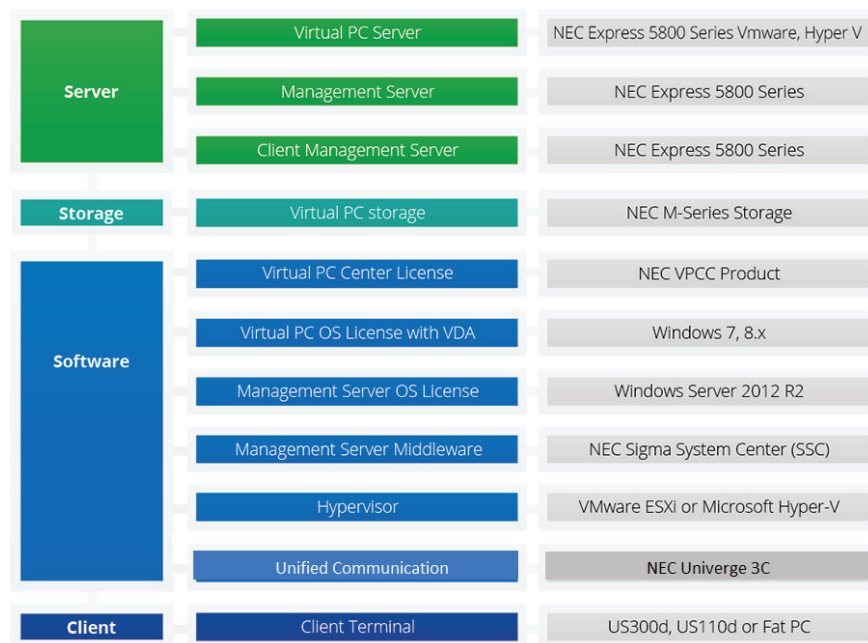 Server
Virtual PC Server
NEC Express 5800 Series Vmware, Hyper V
Management Server
NEC Express 5800 Series
Client Management Server
NEC Express 5800 Series
Storage
Virtual PC storage
NEC M-Series Storage
Software
Virtual PC Center License
NEC VPCC Product
Virtual PC OS License with VDA
Windows 7, 8.x
Management Server OS License
Windows Server 2012 R2
Management Server Middleware
NEC Sigma System Center (SSC)
Hypervisor
VMware ESXi or Microsoft Hyper-V
Unified Communication
NEC Univerge 3C
Client
Client Terminal
US300d, US110d or Fat PC